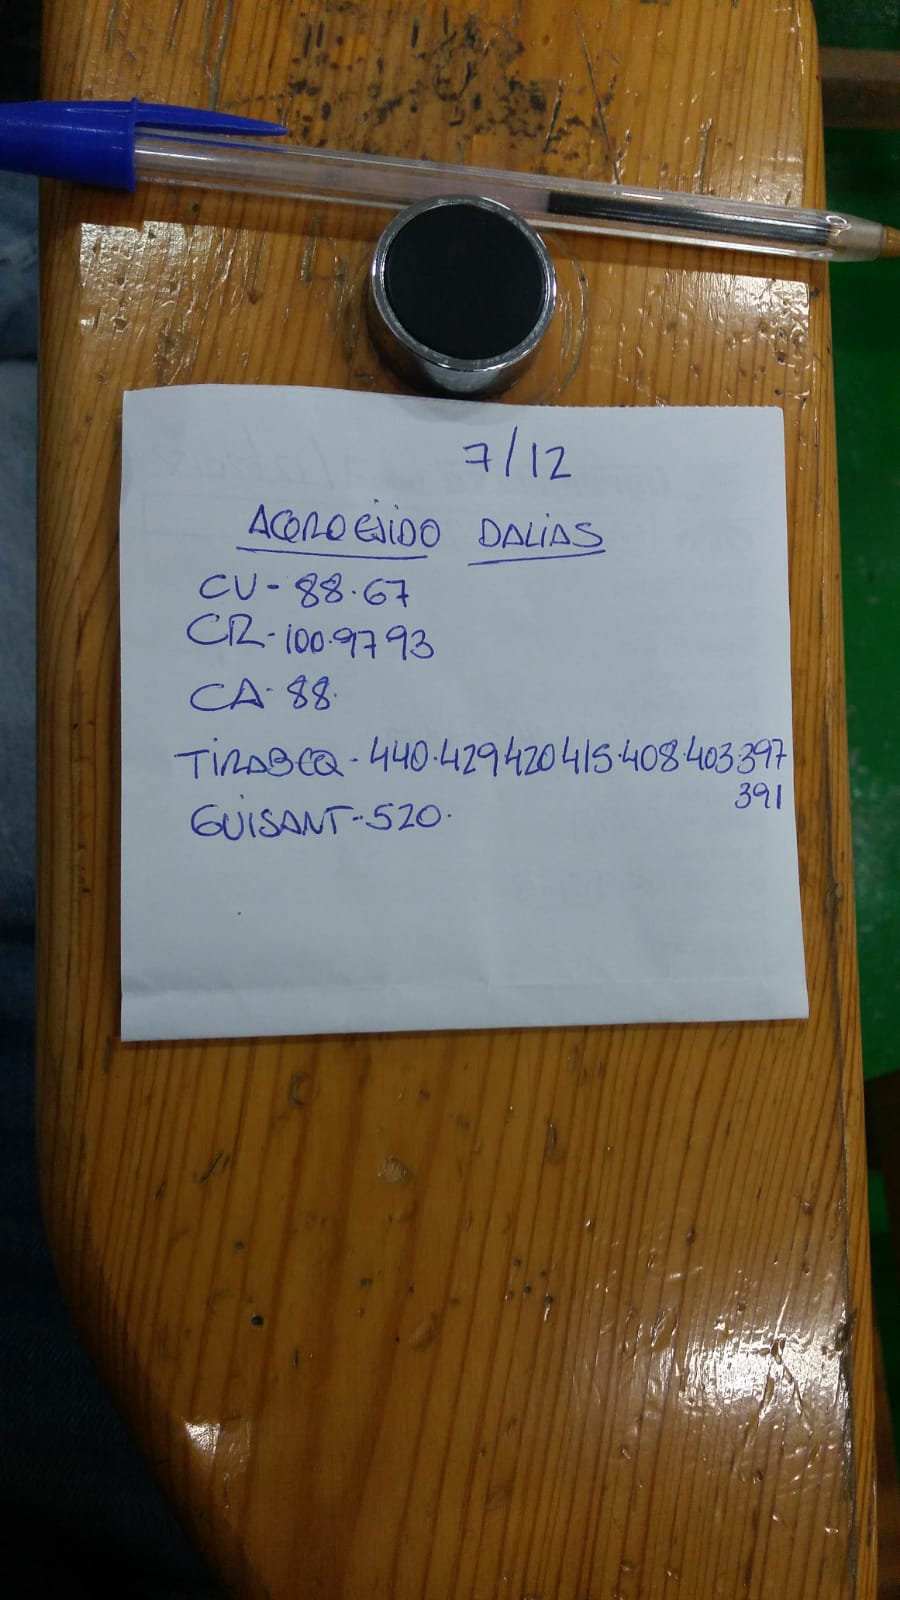 7/12
AGROEJIDO DALIAS
CU- 88.67
CR- 100.97 93
CA- 88.
TIRABEQ- 440.429 420 415.408.403 397
391
GUISANT- 520.